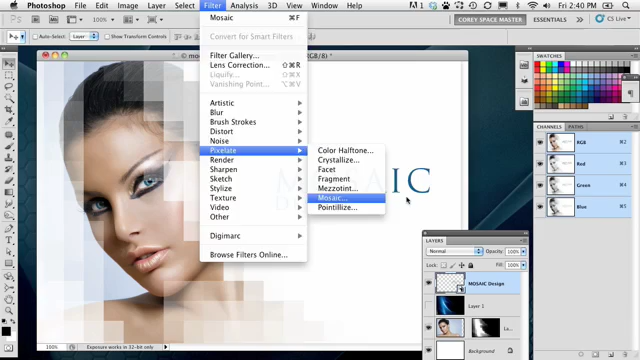 Photoshop File Edit Image Layer Select Filter Analysis 3D View Window Help Fri 2:40 PM
Mb 100%
COREY SPACE MASTER ESSENTIALS CS Live
Auto-Select: Layer Show Transform Controls
RGB/8)
Mosaic ⌘F
Convert for Smart Filters
Filter Gallery...
Lens Correction... ⇧⌘R
Liquify... ⇧⌘X
Vanishing Point... ⌥⌘V
Artistic
Blur
Brush Strokes
Distort
Noise
Pixelate
Render
Sharpen
Sketch
Stylize
Texture
Video
Other
Digimarc
Browse Filters Online...
Color Halftone...
Crystallize...
Facet
Fragment
Mezzotint...
Mosaic...
Pointillize...
MOSAIC
SWATCHES
CHANNELS PATHS
RGB ⌘2
Red ⌘3
Green ⌘4
Blue ⌘5
LAYERS
Normal Opacity: 100%
Lock: Fill: 100%
MOSAIC Design
Layer 1
La...
Background
100% Exposure works in 32-bit only